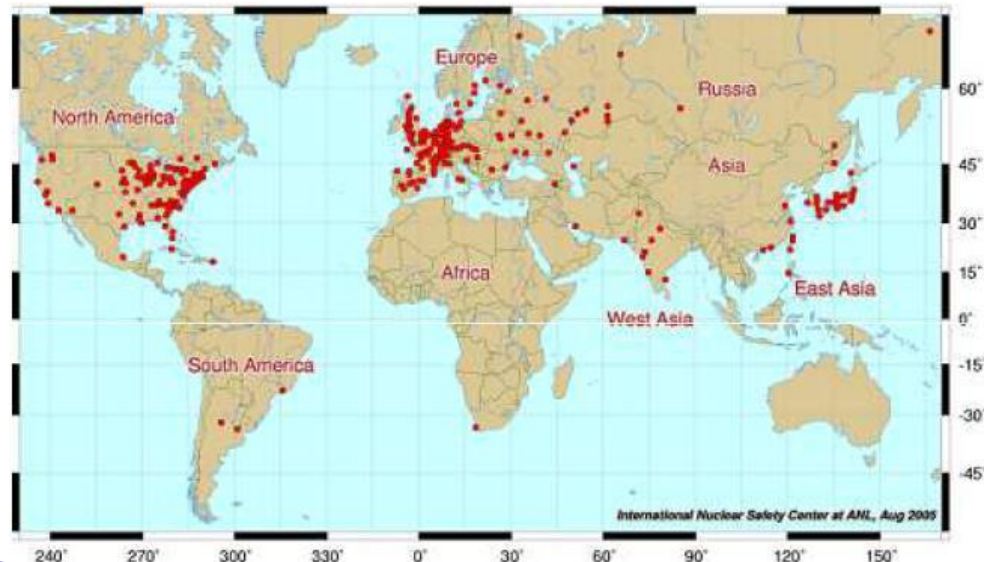 Europe
60°
Russia
North America
45°
Asia
30°
Africa
15°
East Asia
West Asia
0°
South America
-15°
-30°
-45°
International Nuclear Safety Center at ANL, Aug 2005
240° 270° 300° 330° 0° 30° 60° 90° 120° 150°